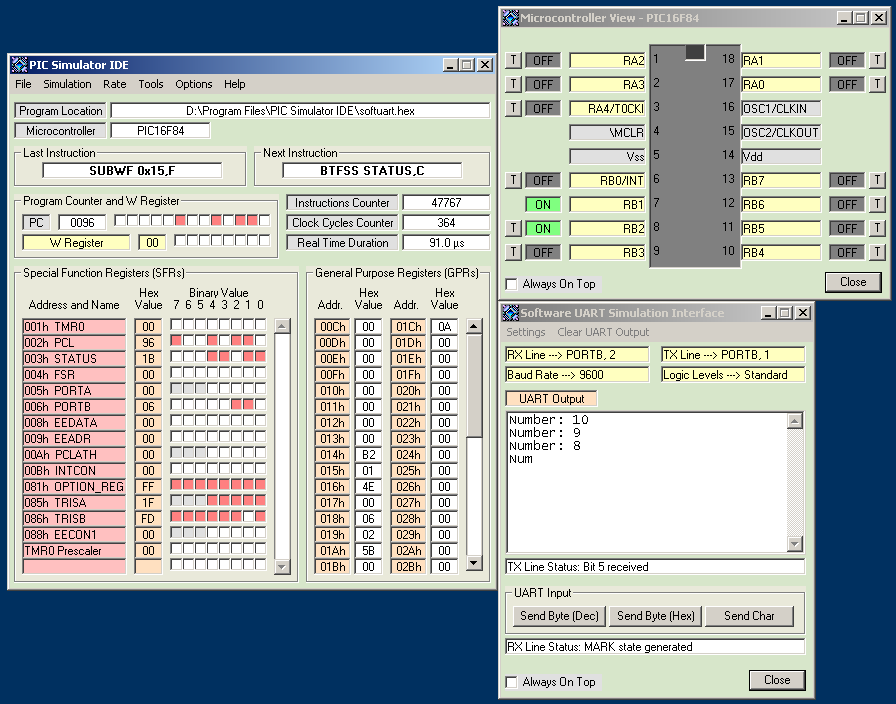 PIC Simulator IDE
File Simulation Rate Tools Options Help
Program Location D:\Program Files\PIC Simulator IDE\softuart.hex
Microcontroller PIC16F84
Last Instruction
SUBWF 0x15,F
Next Instruction
BTFSS STATUS,C
Program Counter and W Register
PC 0096
W Register 00
Instructions Counter 47767
Clock Cycles Counter 364
Real Time Duration 91.0 µs
Special Function Registers (SFRs)
Address and Name Hex Value Binary Value
7 6 5 4 3 2 1 0
001h TMR0 00
002h PCL 96
003h STATUS 1B
004h FSR 00
005h PORTA 00
006h PORTB 06
008h EEDATA 00
009h EEADR 00
00Ah PCLATH 00
00Bh INTCON 00
081h OPTION_REG FF
085h TRISA 1F
086h TRISB FD
088h EECON1 00
TMR0 Prescaler 00
General Purpose Registers (GPRs)
Addr. Hex Value Addr. Hex Value
00Ch 00 01Ch 0A
00Dh 00 01Dh 00
00Eh 00 01Eh 00
00Fh 00 01Fh 00
010h 00 020h 00
011h 00 021h 00
012h 00 022h 00
013h 00 023h 00
014h B2 024h 00
015h 01 025h 00
016h 4E 026h 00
017h 00 027h 00
018h 06 028h 00
019h 02 029h 00
01Ah 5B 02Ah 00
01Bh 00 02Bh 00
Microcontroller View - PIC16F84
T OFF RA2 1 18 RA1 OFF T
T OFF RA3 2 17 RA0 OFF T
T OFF RA4/T0CKI 3 16 OSC1/CLKIN
\MCLR 4 15 OSC2/CLKOUT
Vss 5 14 Vdd
T OFF RB0/INT 6 13 RB7 OFF T
ON RB1 7 12 RB6 OFF T
T ON RB2 8 11 RB5 OFF T
T OFF RB3 9 10 RB4 OFF T
Always On Top Close
Software UART Simulation Interface
Settings Clear UART Output
RX Line ---> PORTB, 2 TX Line ---> PORTB, 1
Baud Rate ---> 9600 Logic Levels ---> Standard
UART Output
Number: 10
Number: 9
Number: 8
Num
TX Line Status: Bit 5 received
UART Input
Send Byte (Dec) Send Byte (Hex) Send Char
RX Line Status: MARK state generated
Always On Top Close